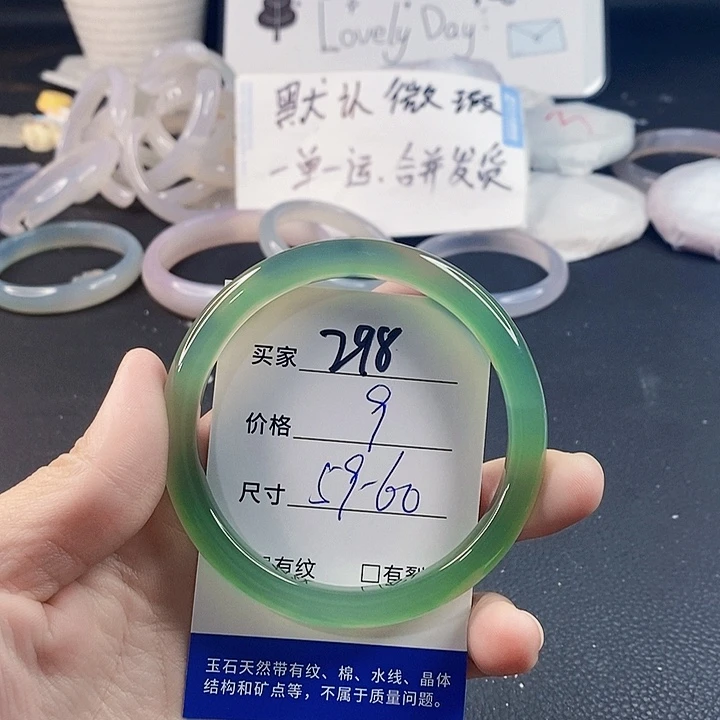 Lovely Day
默认微瑕
一单一运.合并发货
买家 298
价格 9
尺寸 59-60
有纹 □有裂
玉石天然带有纹、棉、水线、晶体
结构和矿点等，不属于质量问题。